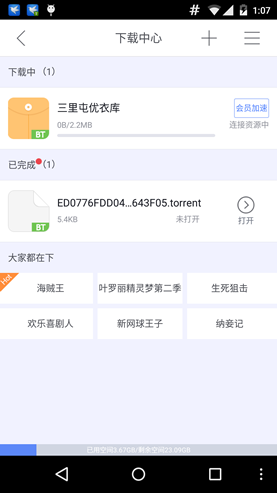 # 1:07
下载中心
下载中 (1)
三里屯优衣库
会员加速
0B/2.2MB
连接资源中
BT
已完成 (1)
ED0776FDD04...643F05.torrent
5.4KB
未打开
打开
BT
大家都在下
Hot
海贼王
叶罗丽精灵梦第二季
生死狙击
欢乐喜剧人
新网球王子
纳妾记
已用空间3.67GB/剩余空间23.09GB